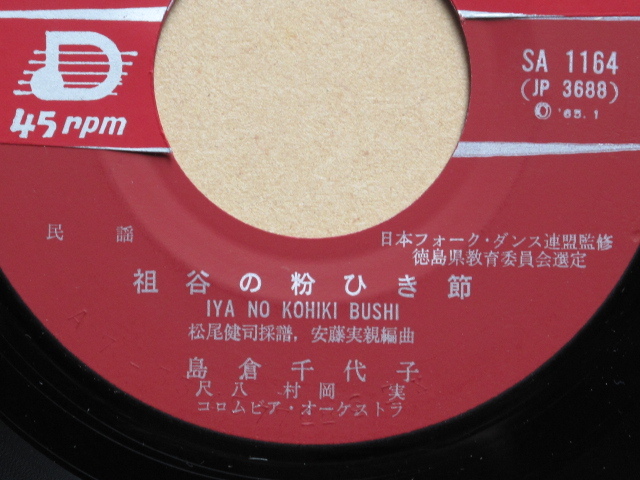 D
45 rpm
SA 1164
(JP 3688)
©'65.1
民謡
日本フォーク・ダンス連盟監修
徳島県教育委員会選定
祖谷の粉ひき節
IYA NO KOHIKI BUSHI
松尾健司採譜, 安藤実親編曲
島倉千代子
尺八 村岡 実
コロムビア・オーケストラ